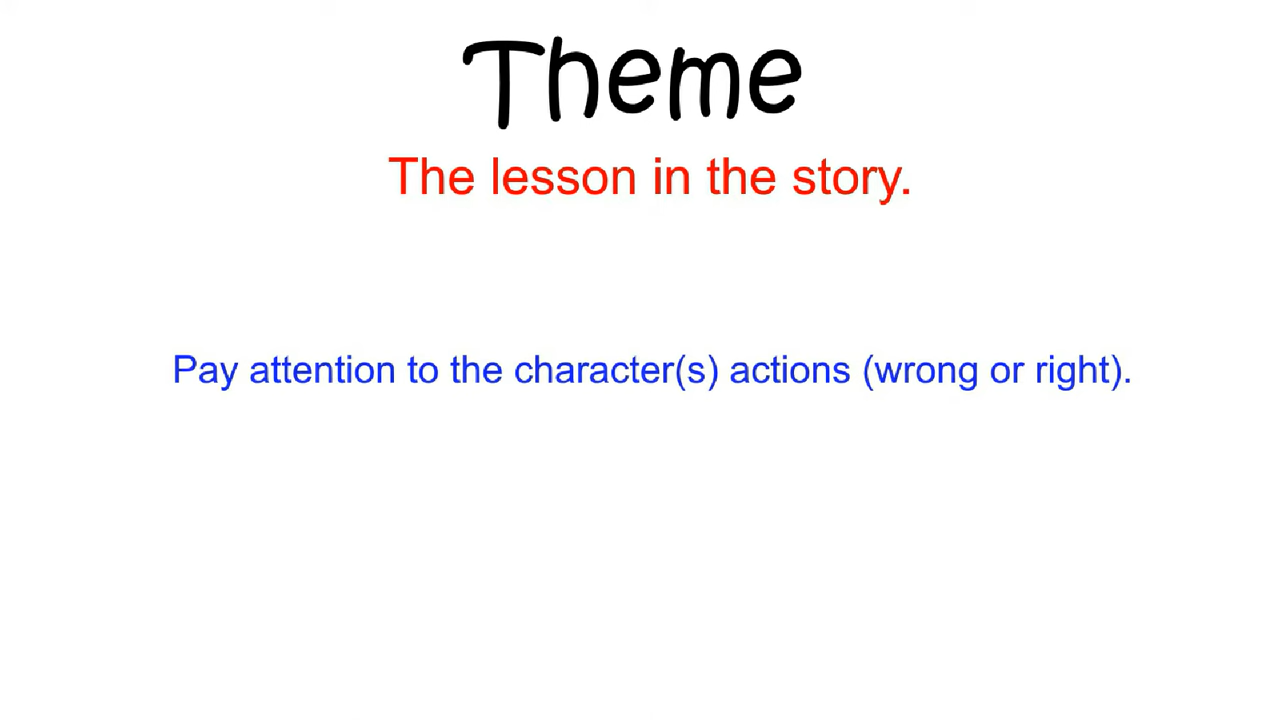 Theme
The lesson in the story.
Pay attention to the character(s) actions (wrong or right).